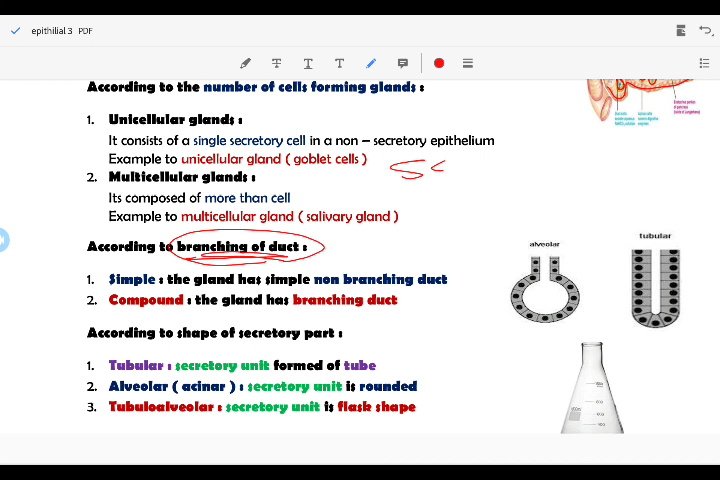 epithilial 3 PDF
According to the number of cells forming glands :
1. Unicellular glands :
It consists of a single secretory cell in a non – secretory epithelium
Example to unicellular gland ( goblet cells )
2. Multicellular glands :
Its composed of more than cell
Example to multicellular gland ( salivary gland )
According to branching of duct :
1. Simple : the gland has simple non branching duct
2. Compound : the gland has branching duct
According to shape of secretory part :
1. Tubular : secretory unit formed of tube
2. Alveolar ( acinar ) : secretory unit is rounded
3. Tubuloalveolar : secretory unit is flask shape
alveolar
tubular